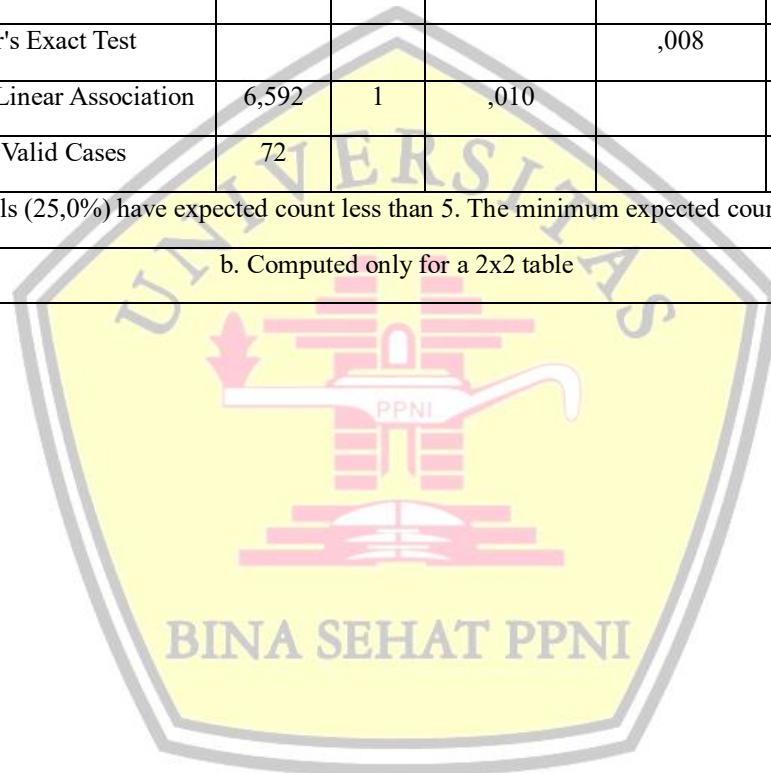 r's Exact Test ,008
Linear Association 6,592 1 ,010
Valid Cases 72
ls (25,0%) have expected count less than 5. The minimum expected cour
b. Computed only for a 2x2 table
UNIVERSITAS
PPNI
BINA SEHAT PPNI